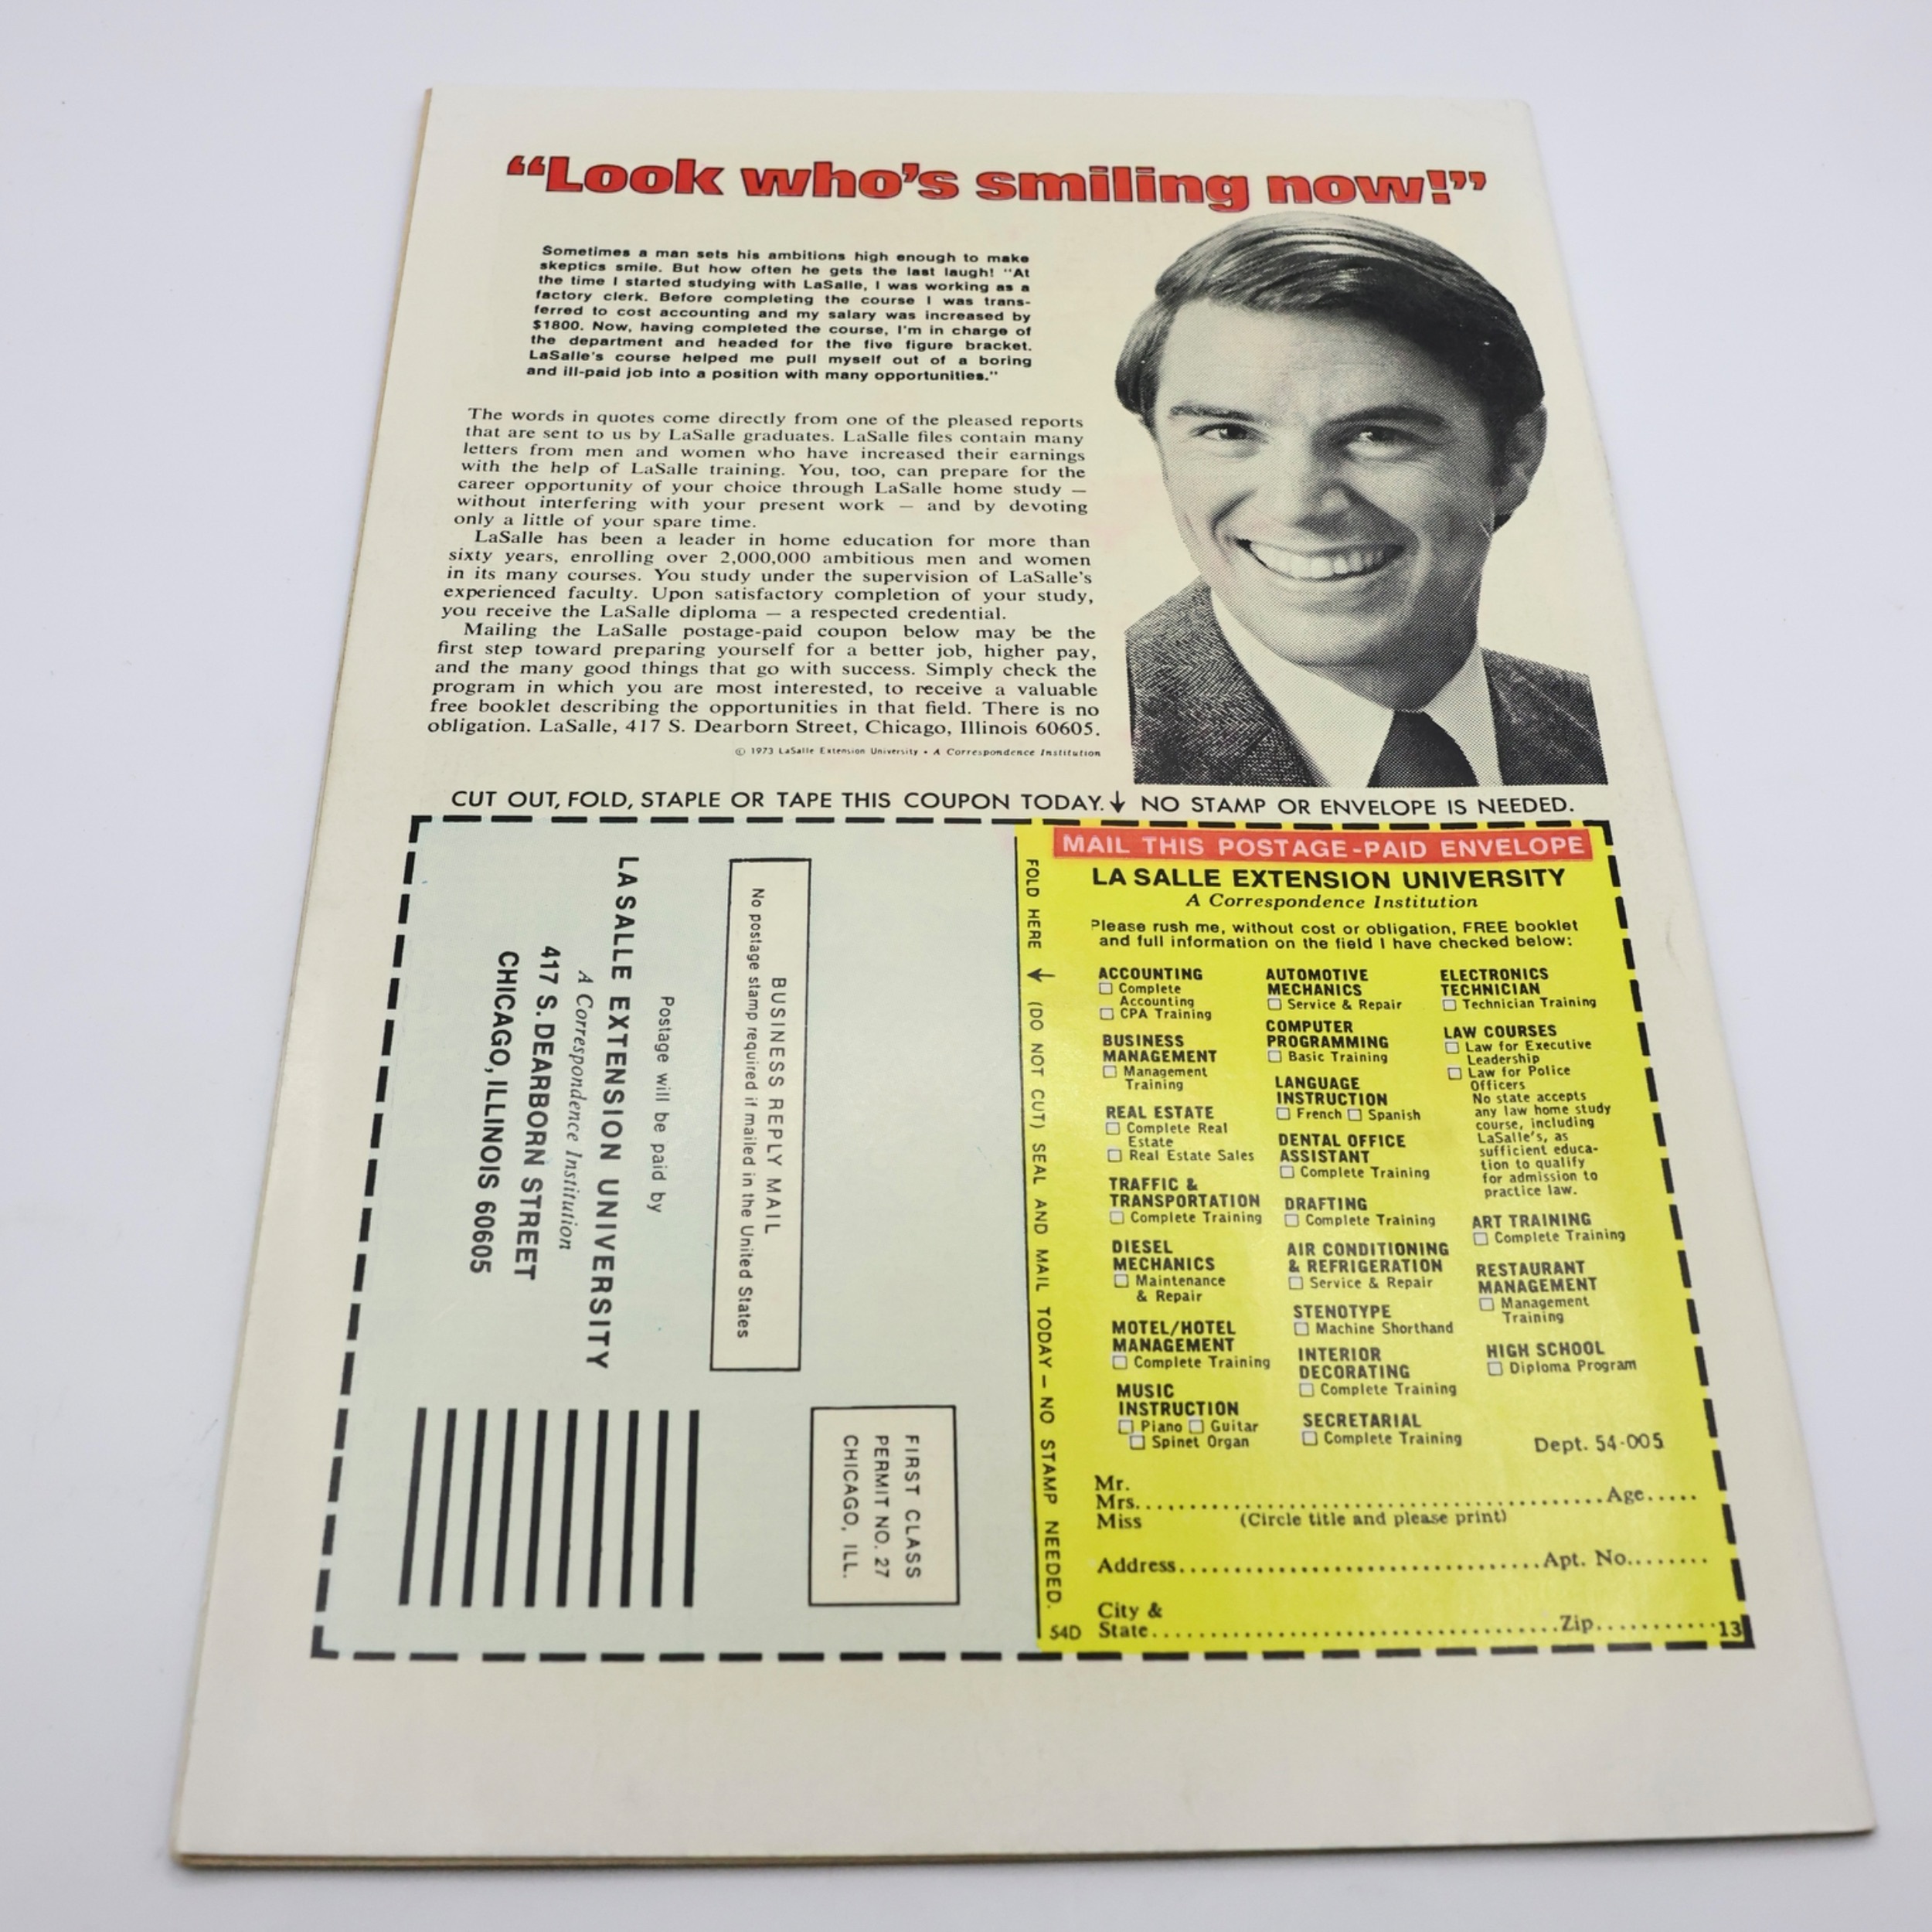 “Look who’s smiling now!”
Sometimes a man sets his ambitions high enough to make
skeptics smile. But how often he gets the last laugh! “At
the time I started studying with LaSalle, I was working as a
factory clerk. Before completing the course I was trans-
ferred to cost accounting and my salary was increased by
$1800. Now, having completed the course, I’m in charge of
the department and headed for the five figure bracket.
LaSalle’s course helped me pull myself out of a boring
and ill-paid job into a position with many opportunities.”
The words in quotes come directly from one of the pleased reports
that are sent to us by LaSalle graduates. LaSalle files contain many
letters from men and women who have increased their earnings
with the help of LaSalle training. You, too, can prepare for the
career opportunity of your choice through LaSalle home study —
without interfering with your present work — and by devoting
only a little of your spare time.
LaSalle has been a leader in home education for more than
sixty years, enrolling over 2,000,000 ambitious men and women
in its many courses. You study under the supervision of LaSalle’s
experienced faculty. Upon satisfactory completion of your study,
you receive the LaSalle diploma — a respected credential.
Mailing the LaSalle postage-paid coupon below may be the
first step toward preparing yourself for a better job, higher pay,
and the many good things that go with success. Simply check the
program in which you are most interested, to receive a valuable
free booklet describing the opportunities in that field. There is no
obligation. LaSalle, 417 S. Dearborn Street, Chicago, Illinois 60605.
© 1973 LaSalle Extension University • A Correspondence Institution
CUT OUT, FOLD, STAPLE OR TAPE THIS COUPON TODAY. ↓ NO STAMP OR ENVELOPE IS NEEDED.
FIRST CLASS
PERMIT NO. 27
CHICAGO, ILL.
BUSINESS REPLY MAIL
No postage stamp required if mailed in the United States
Postage will be paid by
LASALLE EXTENSION UNIVERSITY
A Correspondence Institution
417 S. DEARBORN STREET
CHICAGO, ILLINOIS 60605
FOLD HERE → (DO NOT CUT) SEAL AND MAIL TODAY — NO STAMP NEEDED.
MAIL THIS POSTAGE-PAID ENVELOPE
LA SALLE EXTENSION UNIVERSITY
A Correspondence Institution
Please rush me, without cost or obligation, FREE booklet
and full information on the field I have checked below:
ACCOUNTING
☐ Complete
Accounting
☐ CPA Training
BUSINESS
MANAGEMENT
☐ Management
Training
REAL ESTATE
☐ Complete Real
Estate
☐ Real Estate Sales
TRAFFIC &
TRANSPORTATION
☐ Complete Training
DIESEL
MECHANICS
☐ Maintenance
& Repair
MOTEL/HOTEL
MANAGEMENT
☐ Complete Training
MUSIC
INSTRUCTION
☐ Piano ☐ Guitar
☐ Spinet Organ
AUTOMOTIVE
MECHANICS
☐ Service & Repair
COMPUTER
PROGRAMMING
☐ Basic Training
LANGUAGE
INSTRUCTION
☐ French ☐ Spanish
DENTAL OFFICE
ASSISTANT
☐ Complete Training
DRAFTING
☐ Complete Training
AIR CONDITIONING
& REFRIGERATION
☐ Service & Repair
STENOTYPE
☐ Machine Shorthand
INTERIOR
DECORATING
☐ Complete Training
SECRETARIAL
☐ Complete Training
ELECTRONICS
TECHNICIAN
☐ Technician Training
LAW COURSES
☐ Law for Executive
Leadership
☐ Law for Police
Officers
No state accepts
any law home study
course, including
LaSalle’s, as
sufficient educa-
tion to qualify
for admission to
practice law.
ART TRAINING
☐ Complete Training
RESTAURANT
MANAGEMENT
☐ Management
Training
HIGH SCHOOL
☐ Diploma Program
Dept. 54-005
Mr.
Mrs. Age
Miss (Circle title and please print)
Address Apt. No.
City &
State Zip 13
54D